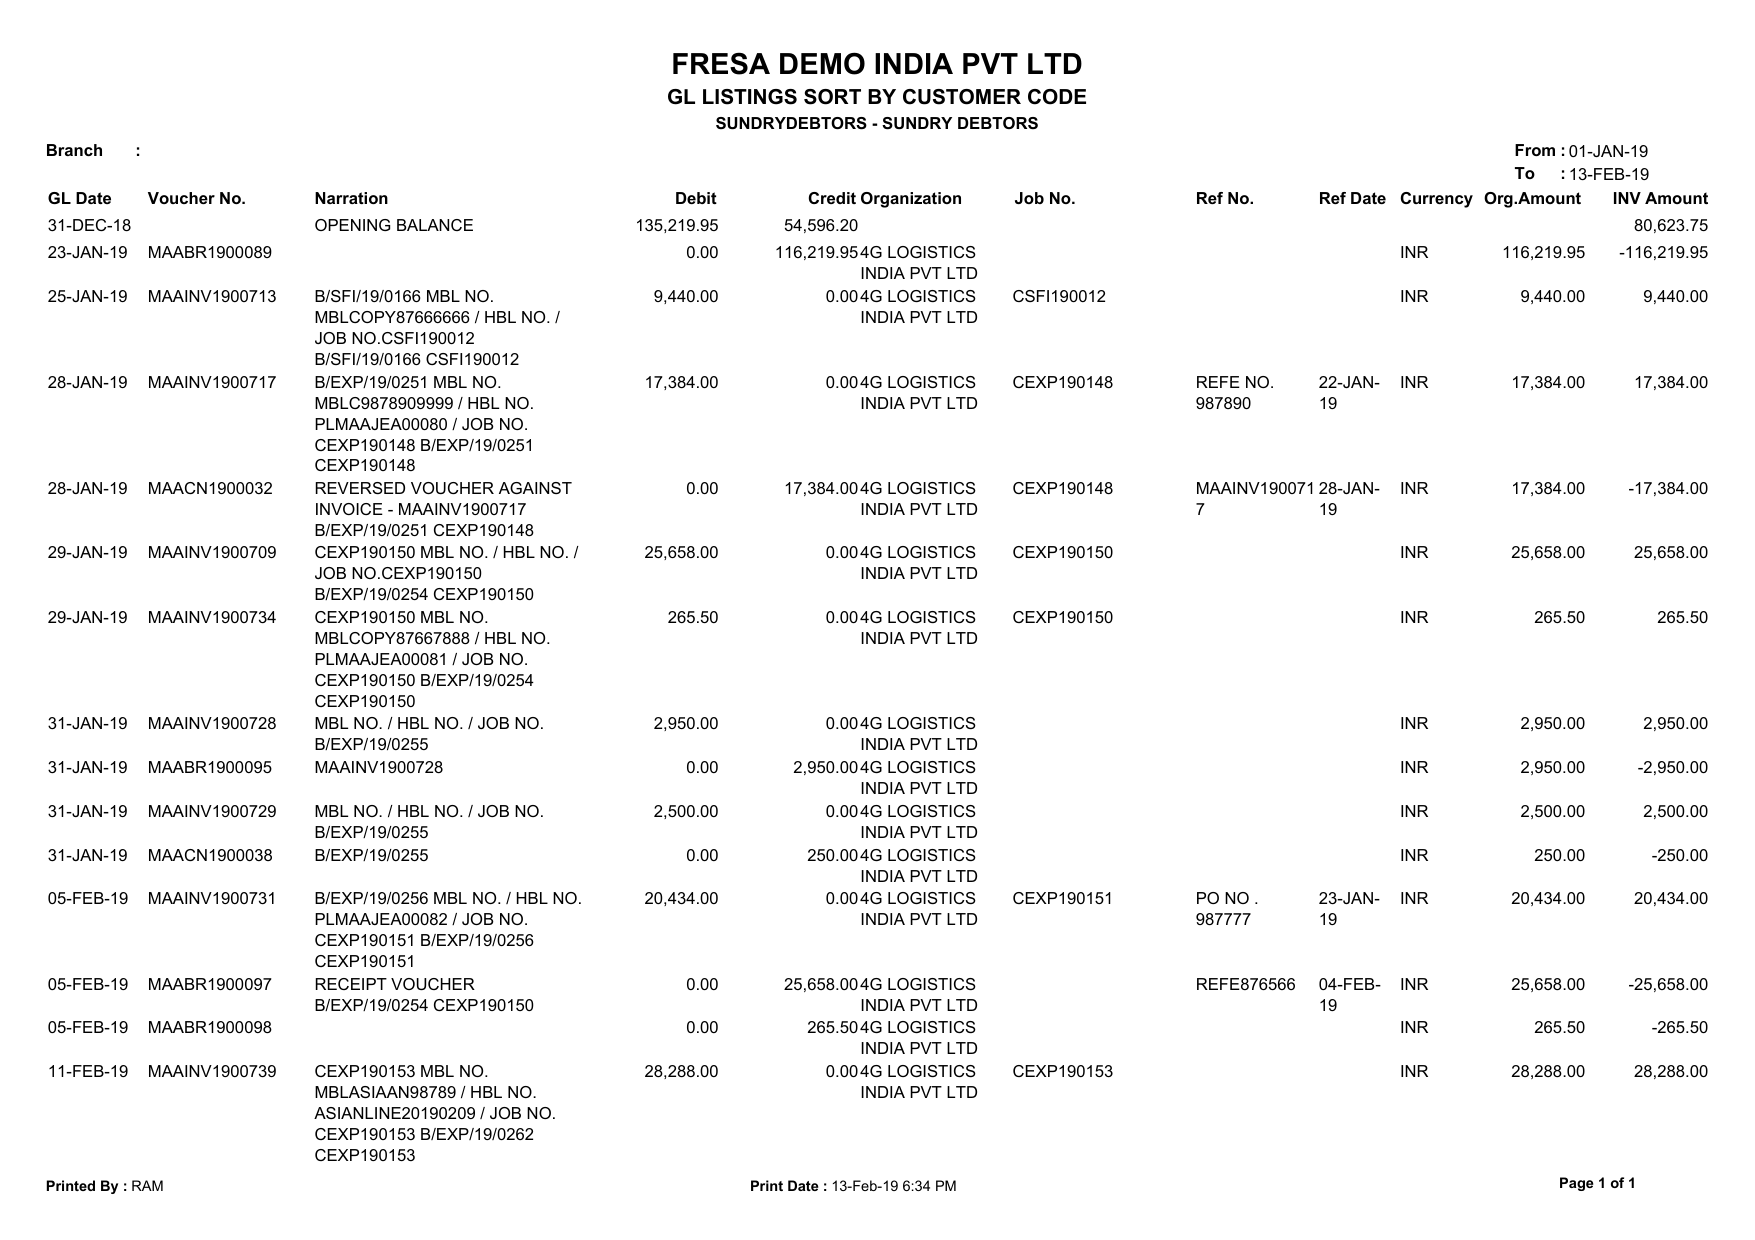 FRESA DEMO INDIA PVT LTD
GL LISTINGS SORT BY CUSTOMER CODE
SUNDRYDEBTORS - SUNDRY DEBTORS
Branch :
From : 01-JAN-19
To : 13-FEB-19
GL Date Voucher No. Narration Debit Credit Organization Job No. Ref No. Ref Date Currency Org.Amount INV Amount
31-DEC-18 OPENING BALANCE 135,219.95 54,596.20 80,623.75
23-JAN-19 MAABR1900089 0.00 116,219.95 4G LOGISTICS INR 116,219.95 -116,219.95
INDIA PVT LTD
25-JAN-19 MAAINV1900713 B/SFI/19/0166 MBL NO. 9,440.00 0.00 4G LOGISTICS CSFI190012 INR 9,440.00 9,440.00
MBLCOPY87666666 / HBL NO. / INDIA PVT LTD
JOB NO.CSFI190012
B/SFI/19/0166 CSFI190012
28-JAN-19 MAAINV1900717 B/EXP/19/0251 MBL NO. 17,384.00 0.00 4G LOGISTICS CEXP190148 REFE NO. 22-JAN- INR 17,384.00 17,384.00
MBLC9878909999 / HBL NO. INDIA PVT LTD 987890 19
PLMAAJEA00080 / JOB NO.
CEXP190148 B/EXP/19/0251
CEXP190148
28-JAN-19 MAACN1900032 REVERSED VOUCHER AGAINST 0.00 17,384.00 4G LOGISTICS CEXP190148 MAAINV190071 28-JAN- INR 17,384.00 -17,384.00
INVOICE - MAAINV1900717 INDIA PVT LTD 7 19
B/EXP/19/0251 CEXP190148
29-JAN-19 MAAINV1900709 CEXP190150 MBL NO. / HBL NO. / 25,658.00 0.00 4G LOGISTICS CEXP190150 INR 25,658.00 25,658.00
JOB NO.CEXP190150 INDIA PVT LTD
B/EXP/19/0254 CEXP190150
29-JAN-19 MAAINV1900734 CEXP190150 MBL NO. 265.50 0.00 4G LOGISTICS CEXP190150 INR 265.50 265.50
MBLCOPY87667888 / HBL NO. INDIA PVT LTD
PLMAAJEA00081 / JOB NO.
CEXP190150 B/EXP/19/0254
CEXP190150
31-JAN-19 MAAINV1900728 MBL NO. / HBL NO. / JOB NO. 2,950.00 0.00 4G LOGISTICS INR 2,950.00 2,950.00
B/EXP/19/0255 INDIA PVT LTD
31-JAN-19 MAABR1900095 MAAINV1900728 0.00 2,950.00 4G LOGISTICS INR 2,950.00 -2,950.00
INDIA PVT LTD
31-JAN-19 MAAINV1900729 MBL NO. / HBL NO. / JOB NO. 2,500.00 0.00 4G LOGISTICS INR 2,500.00 2,500.00
B/EXP/19/0255 INDIA PVT LTD
31-JAN-19 MAACN1900038 B/EXP/19/0255 0.00 250.00 4G LOGISTICS INR 250.00 -250.00
INDIA PVT LTD
05-FEB-19 MAAINV1900731 B/EXP/19/0256 MBL NO. / HBL NO. 20,434.00 0.00 4G LOGISTICS CEXP190151 PO NO . 23-JAN- INR 20,434.00 20,434.00
PLMAAJEA00082 / JOB NO. INDIA PVT LTD 987777 19
CEXP190151 B/EXP/19/0256
CEXP190151
05-FEB-19 MAABR1900097 RECEIPT VOUCHER 0.00 25,658.00 4G LOGISTICS REFE876566 04-FEB- INR 25,658.00 -25,658.00
B/EXP/19/0254 CEXP190150 INDIA PVT LTD 19
05-FEB-19 MAABR1900098 0.00 265.50 4G LOGISTICS INR 265.50 -265.50
INDIA PVT LTD
11-FEB-19 MAAINV1900739 CEXP190153 MBL NO. 28,288.00 0.00 4G LOGISTICS CEXP190153 INR 28,288.00 28,288.00
MBLASIAAN98789 / HBL NO. INDIA PVT LTD
ASIANLINE20190209 / JOB NO.
CEXP190153 B/EXP/19/0262
CEXP190153
Printed By : RAM Print Date : 13-Feb-19 6:34 PM Page 1 of 1